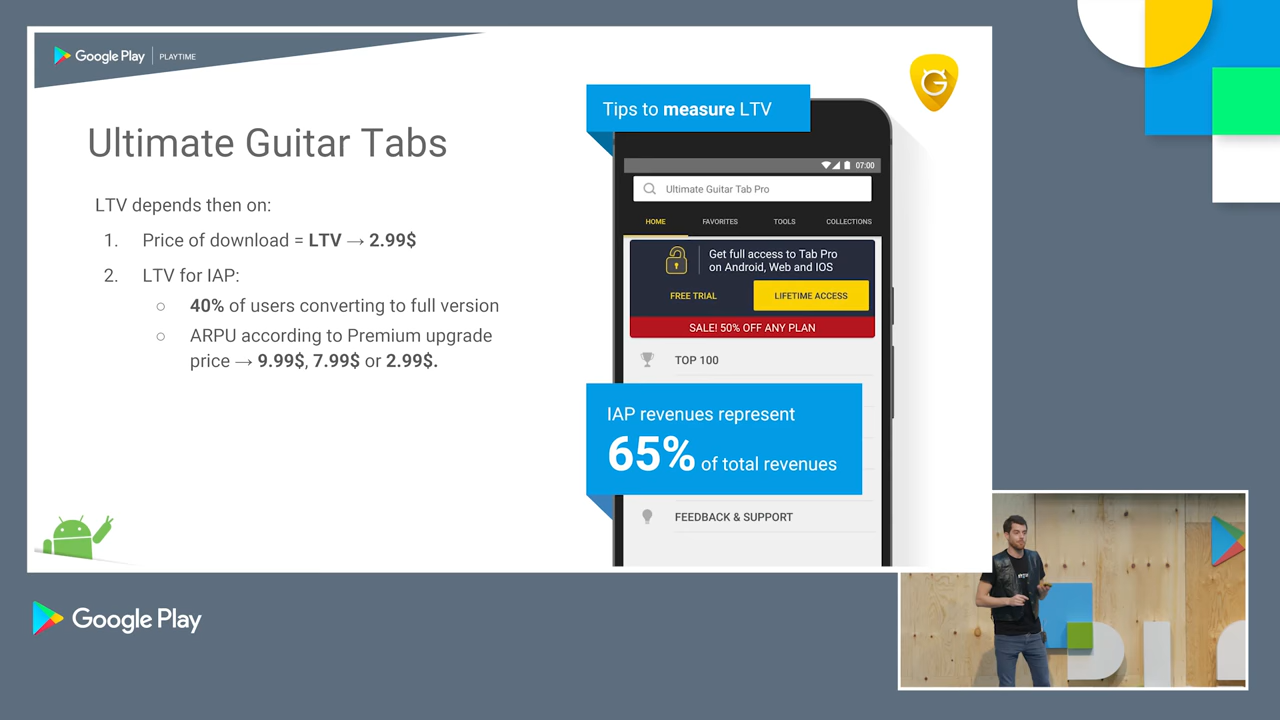 Google Play | PLAYTIME
Ultimate Guitar Tabs
LTV depends then on:
1. Price of download = LTV → 2.99$
2. LTV for IAP:
○ 40% of users converting to full version
○ ARPU according to Premium upgrade
price → 9.99$, 7.99$ or 2.99$.
Tips to measure LTV
G
07:00
Ultimate Guitar Tab Pro
HOME FAVORITES TOOLS COLLECTIONS
Get full access to Tab Pro
on Android, Web and IOS
FREE TRIAL LIFETIME ACCESS
SALE! 50% OFF ANY PLAN
TOP 100
IAP revenues represent
65% of total revenues
FEEDBACK & SUPPORT
Google Play